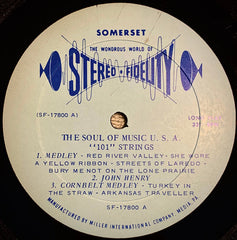 SOMERSET
THE WONDROUS WORLD OF
STEREO-FIDELITY
(SF-17800 A)
THE SOUL OF MUSIC U. S. A.
"101" STRINGS
1. MEDLEY - RED RIVER VALLEY - SHE WORE
A YELLOW RIBBON - STREETS OF LAREDO -
BURY ME NOT ON THE LONE PRAIRIE
2. JOHN HENRY
3. CORNBELT MEDLEY - TURKEY IN
THE STRAW - ARKANSAS TRAVELLER
SF-17800 A
MANUFACTURED BY MILLER INTERNATIONAL COMPANY, MEDIA, PA.